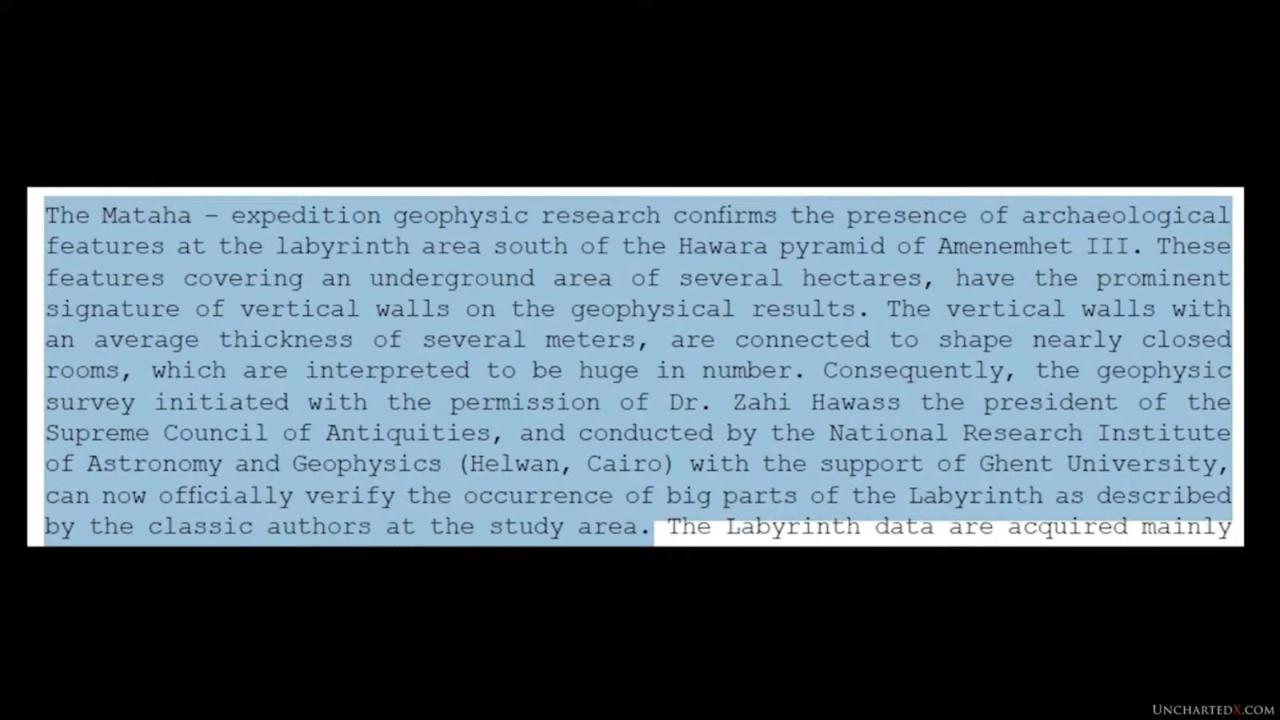 The Mataha – expedition geophysic research confirms the presence of archaeological
features at the labyrinth area south of the Hawara pyramid of Amenemhet III. These
features covering an underground area of several hectares, have the prominent
signature of vertical walls on the geophysical results. The vertical walls with
an average thickness of several meters, are connected to shape nearly closed
rooms, which are interpreted to be huge in number. Consequently, the geophysic
survey initiated with the permission of Dr. Zahi Hawass the president of the
Supreme Council of Antiquities, and conducted by the National Research Institute
of Astronomy and Geophysics (Helwan, Cairo) with the support of Ghent University,
can now officially verify the occurrence of big parts of the Labyrinth as described
by the classic authors at the study area. The Labyrinth data are acquired mainly
UNCHARTEDX.COM